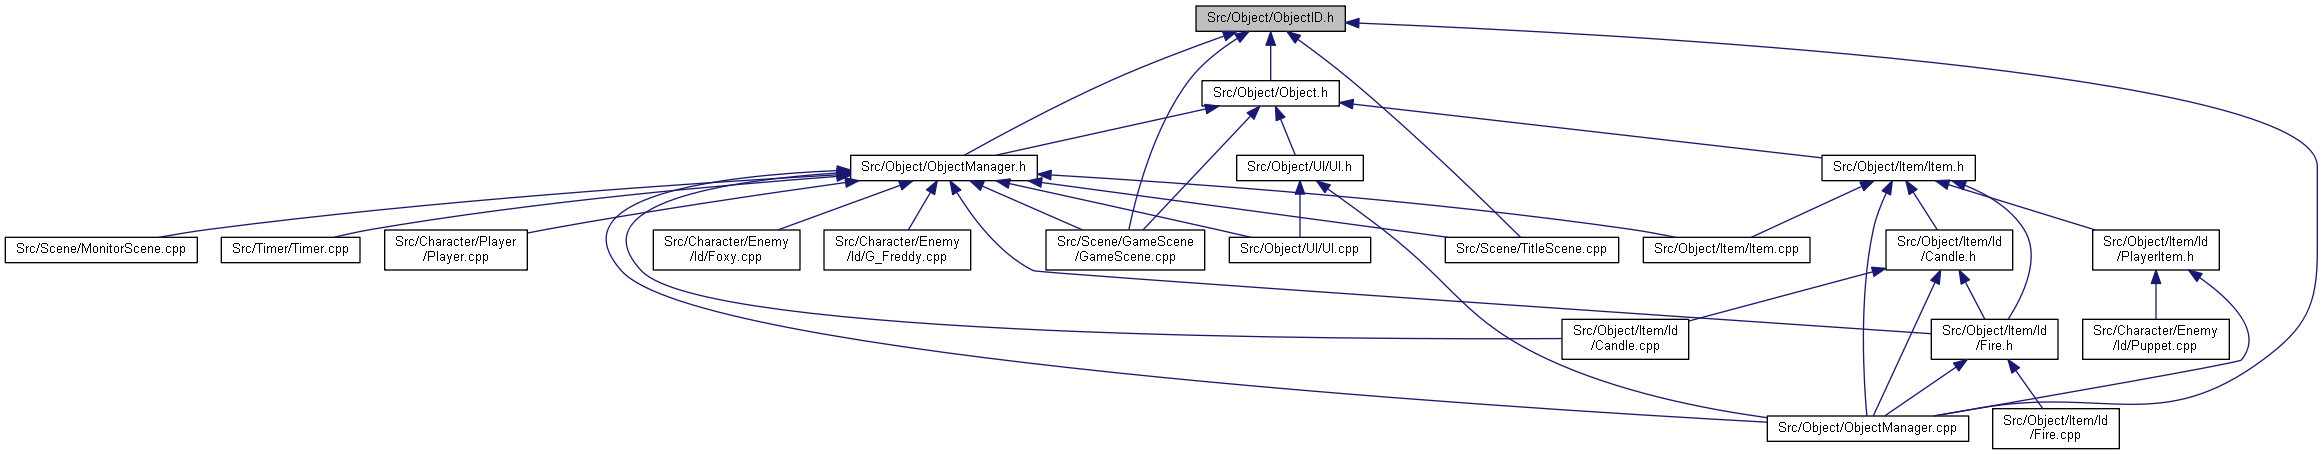 Src/Object/ObjectID.h
Src/Object/Object.h
Src/Object/ObjectManager.h
Src/Object/UI/UI.h
Src/Object/Item/Item.h
Src/Scene/MonitorScene.cpp
Src/Timer/Timer.cpp
Src/Character/Player
/Player.cpp
Src/Character/Enemy
/Id/Foxy.cpp
Src/Character/Enemy
/Id/G_Freddy.cpp
Src/Scene/GameScene
/GameScene.cpp
Src/Object/UI/UI.cpp
Src/Scene/TitleScene.cpp
Src/Object/Item/Item.cpp
Src/Object/Item/Id
/Candle.h
Src/Object/Item/Id
/PlayerItem.h
Src/Object/Item/Id
/Candle.cpp
Src/Object/Item/Id
/Fire.h
Src/Character/Enemy
/Id/Puppet.cpp
Src/Object/ObjectManager.cpp
Src/Object/Item/Id
/Fire.cpp